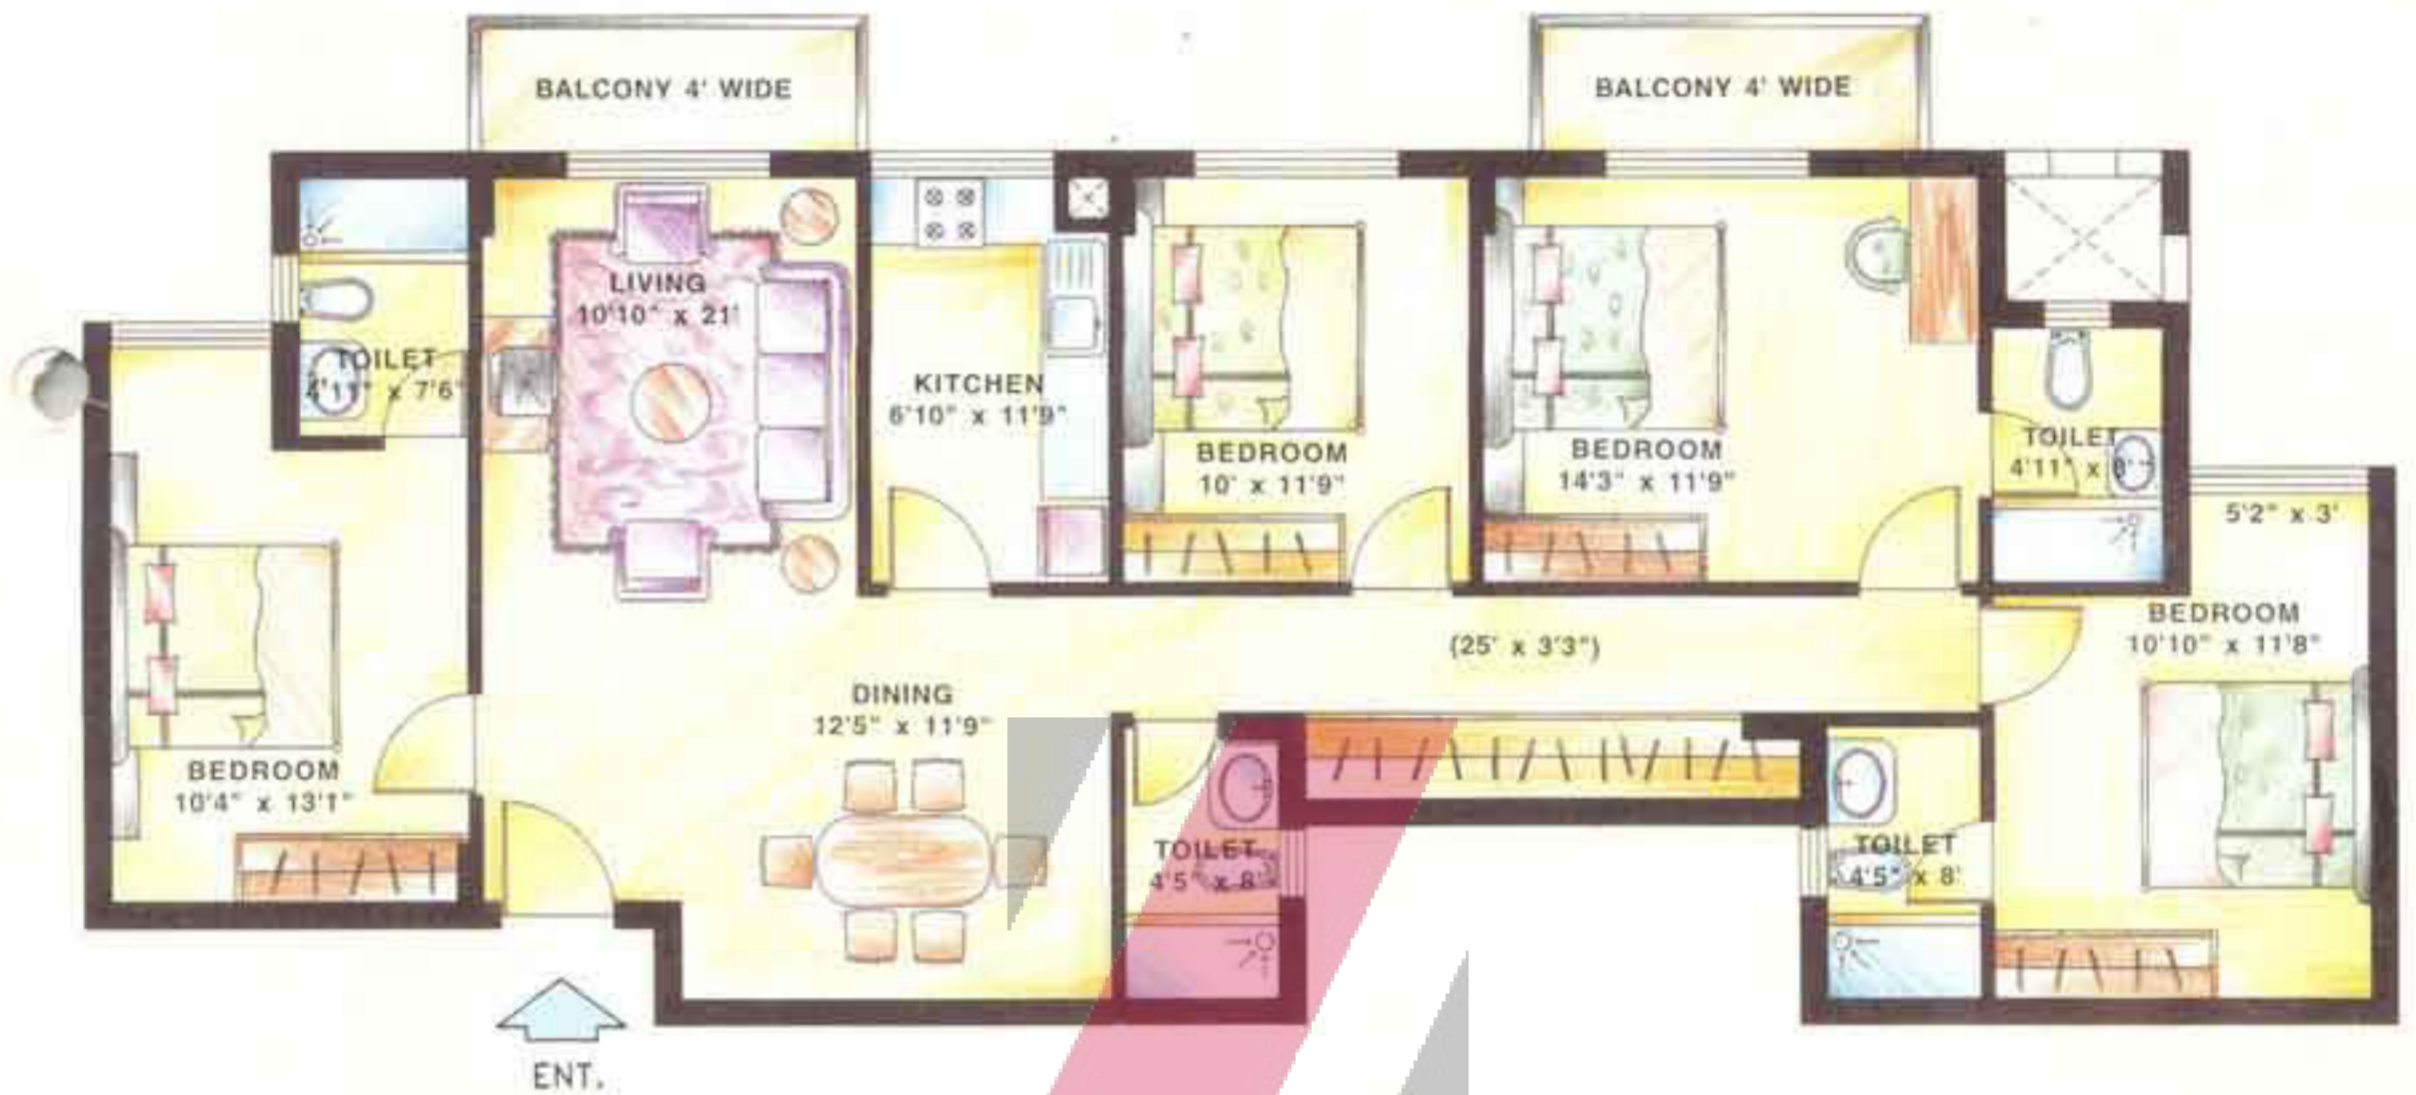 BALCONY 4' WIDE
BALCONY 4' WIDE
LIVING
10'10" x 21'
TOILET
4'11" x 7'6"
KITCHEN
6'10" x 11'9"
BEDROOM
10' x 11'9"
BEDROOM
14'3" x 11'9"
TOILET
4'11" x 8'
5'2" x 3'
BEDROOM
10'10" x 11'8"
(25' x 3'3")
DINING
12'5" x 11'9"
BEDROOM
10'4" x 13'1"
TOILET
4'5" x 8'
TOILET
4'5" x 8'
ENT.